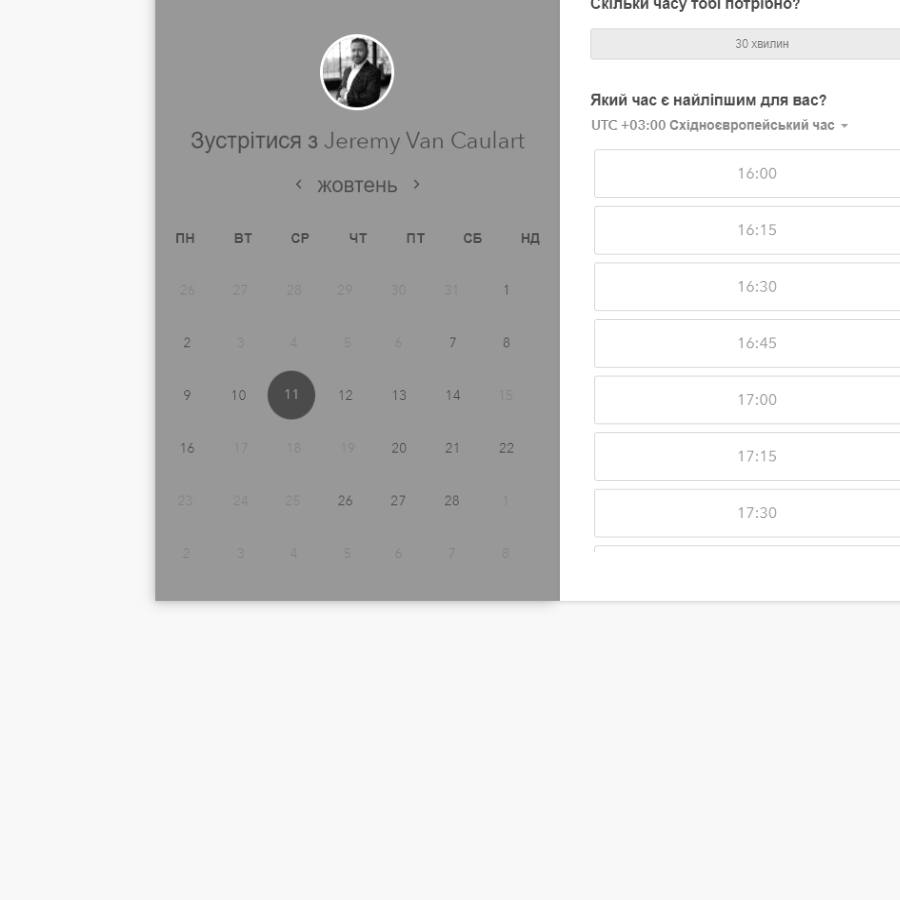 Зустрітися з Jeremy Van Caulart
жовтень
ПН ВТ СР ЧТ ПТ СБ НД
26 27 28 29 30 31 1
2 3 4 5 6 7 8
9 10 11 12 13 14 15
16 17 18 19 20 21 22
23 24 25 26 27 28 1
2 3 4 5 6 7 8
Скільки часу тобі потрібно?
30 хвилин
Який час є найліпшим для вас?
UTC +03:00 Східноєвропейський час
16:00
16:15
16:30
16:45
17:00
17:15
17:30